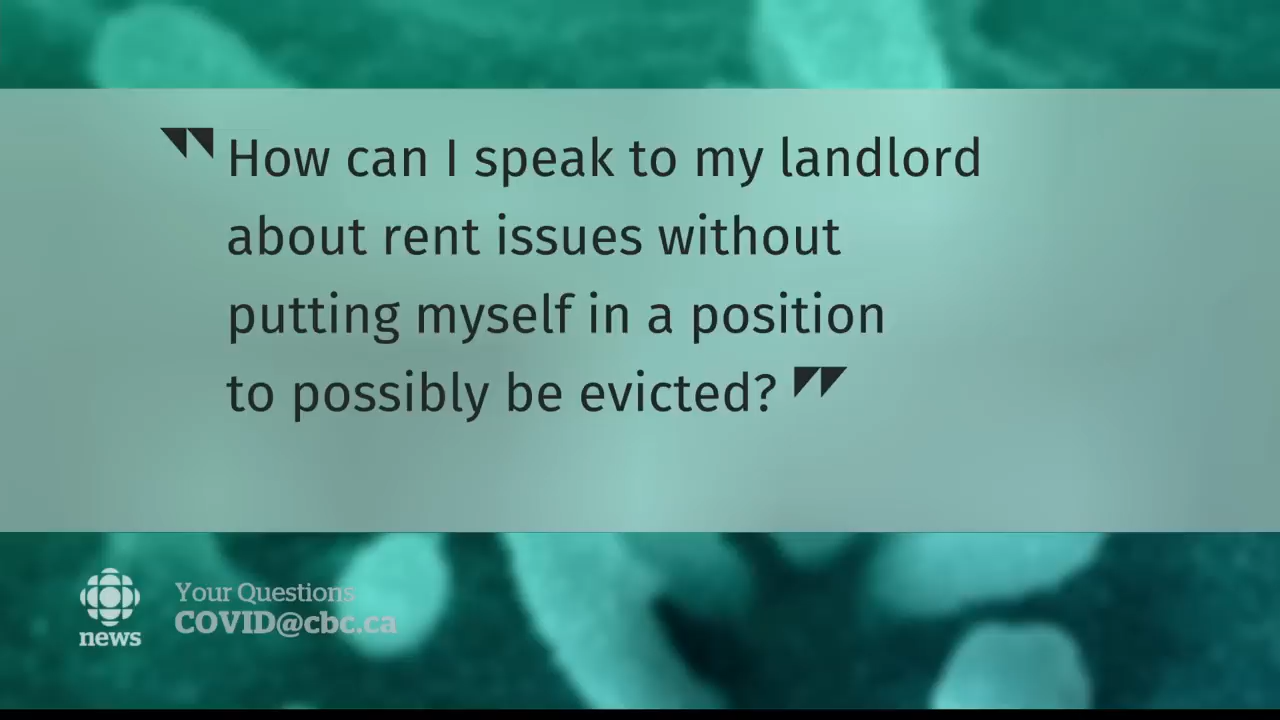 "How can I speak to my landlord
about rent issues without
putting myself in a position
to possibly be evicted?"
Your Questions
COVID@cbc.ca
news